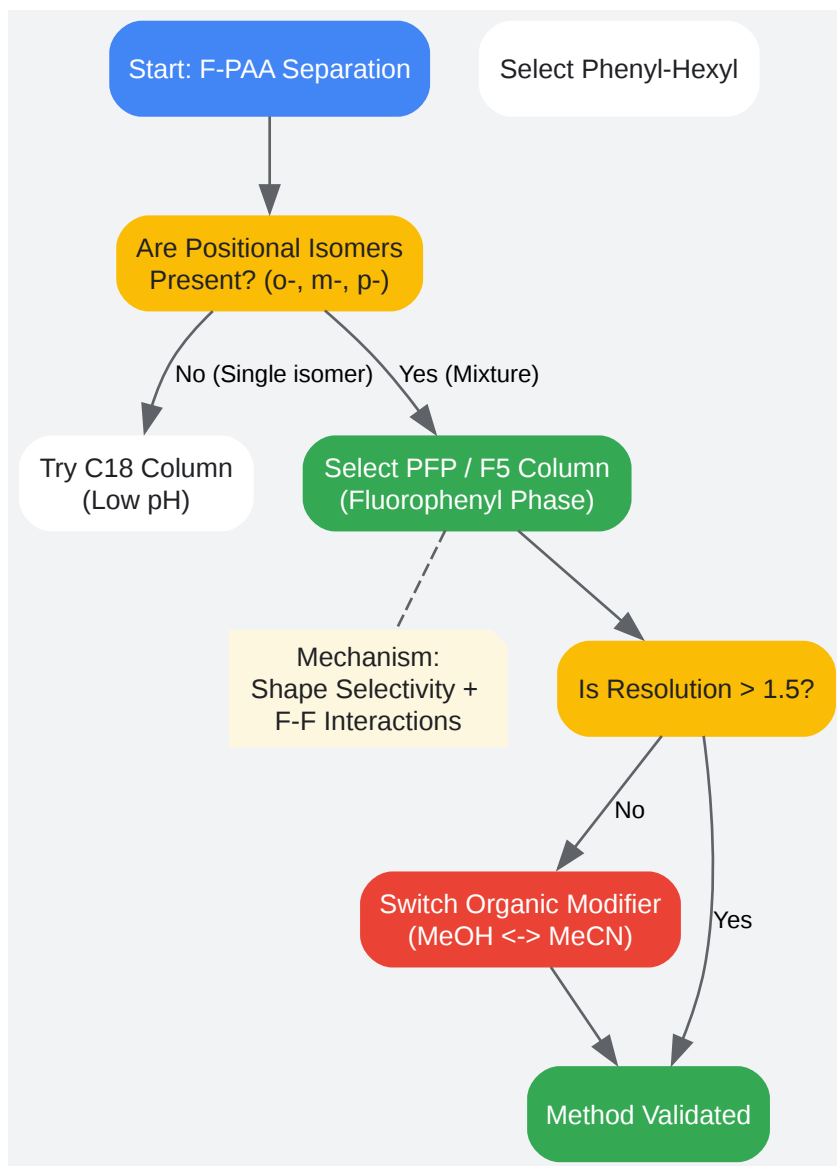 Start: F-PAA Separation
Select Phenyl-Hexyl
Are Positional Isomers
Present? (o-, m-, p-)
No (Single isomer)
Yes (Mixture)
Try C18 Column
(Low pH)
Select PFP / F5 Column
(Fluorophenyl Phase)
Mechanism:
Shape Selectivity +
F-F Interactions
Is Resolution > 1.5?
No
Switch Organic Modifier
(MeOH <-> MeCN)
Yes
Method Validated